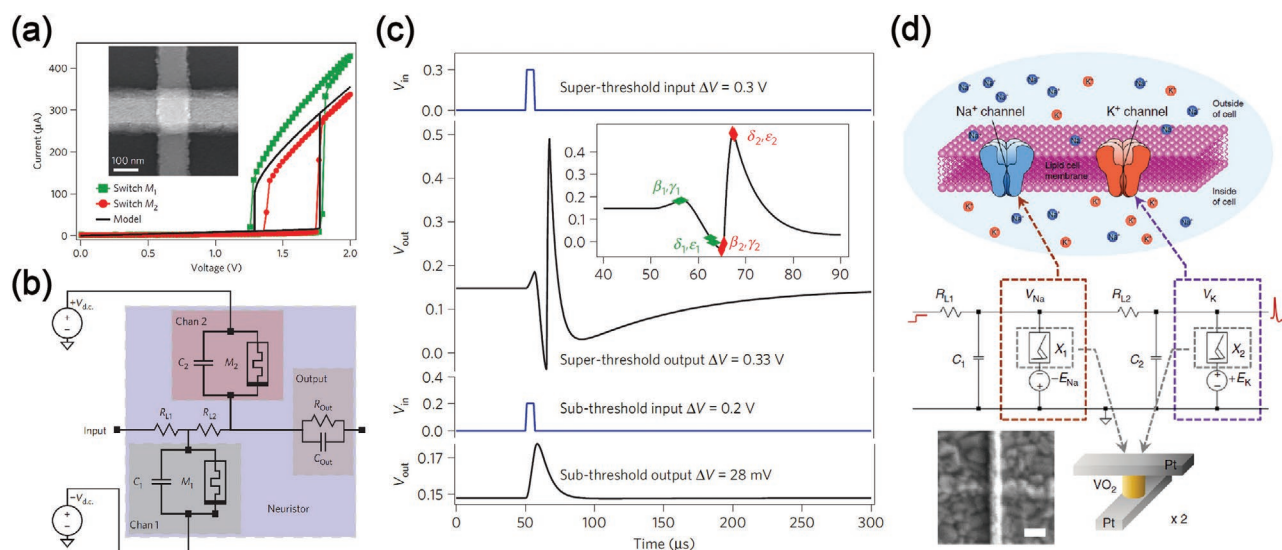 (a)
400
300
200
100
0
Current (µA)
100 nm
Switch M1
Switch M2
Model
0.0 0.5 1.0 1.5 2.0
Voltage (V)
(b)
+Vd.c.
Chan 2
C2
M2
Output
RL1
RL2
ROut
Input
COut
C1
M1
−Vd.c.
Chan 1
Neuristor
(c)
Vin
0.3
0.0
Super-threshold input ΔV = 0.3 V
Vout
0.5
0.4
0.3
0.2
0.1
0.0
0.4
0.3
0.2
0.1
0.0
δ2,ε2
β1,γ1
δ1,ε1
β2,γ2
40 50 60 70 80 90
Super-threshold output ΔV = 0.33 V
Vin
0.2
0.0
Sub-threshold input ΔV = 0.2 V
Vout
0.17
0.15
Sub-threshold output ΔV = 28 mV
0 50 100 150 200 250 300
Time (µs)
(d)
Na+ channel
K+ channel
Outside
of cell
Lipid cell
membrane
Inside
of cell
RL1
VNa
RL2
VK
C1
X1
C2
X2
−ENa
+EK
Pt
VO2
Pt
x 2